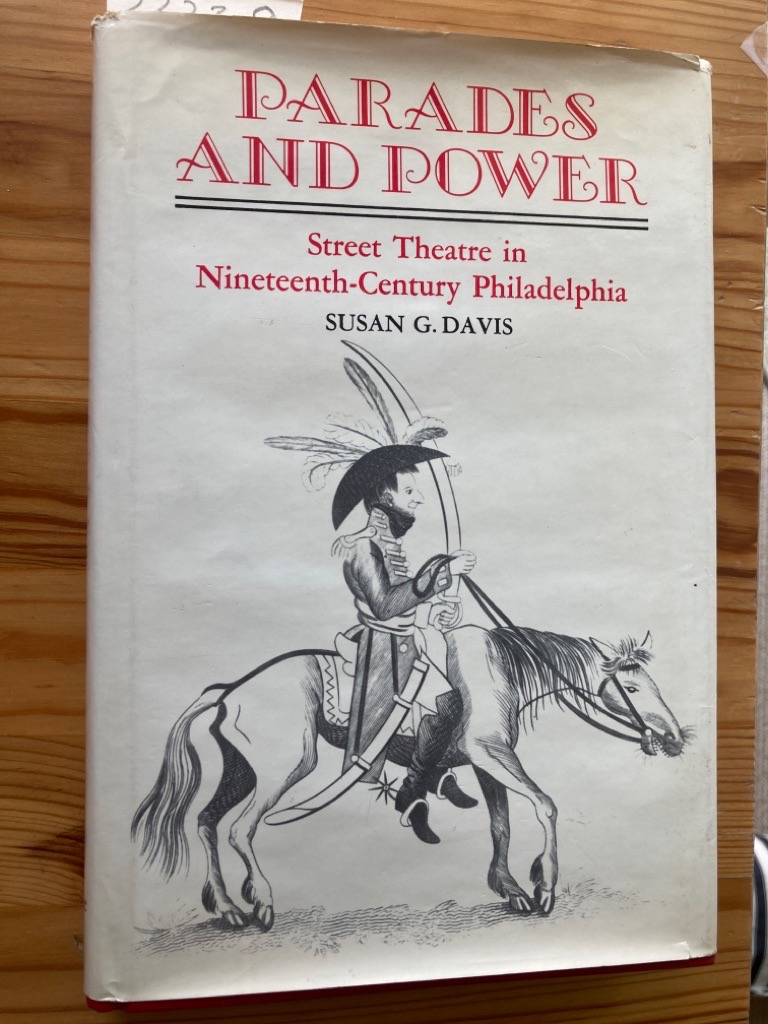 PARADES
AND POWER
Street Theatre in
Nineteenth-Century Philadelphia
SUSAN G. DAVIS